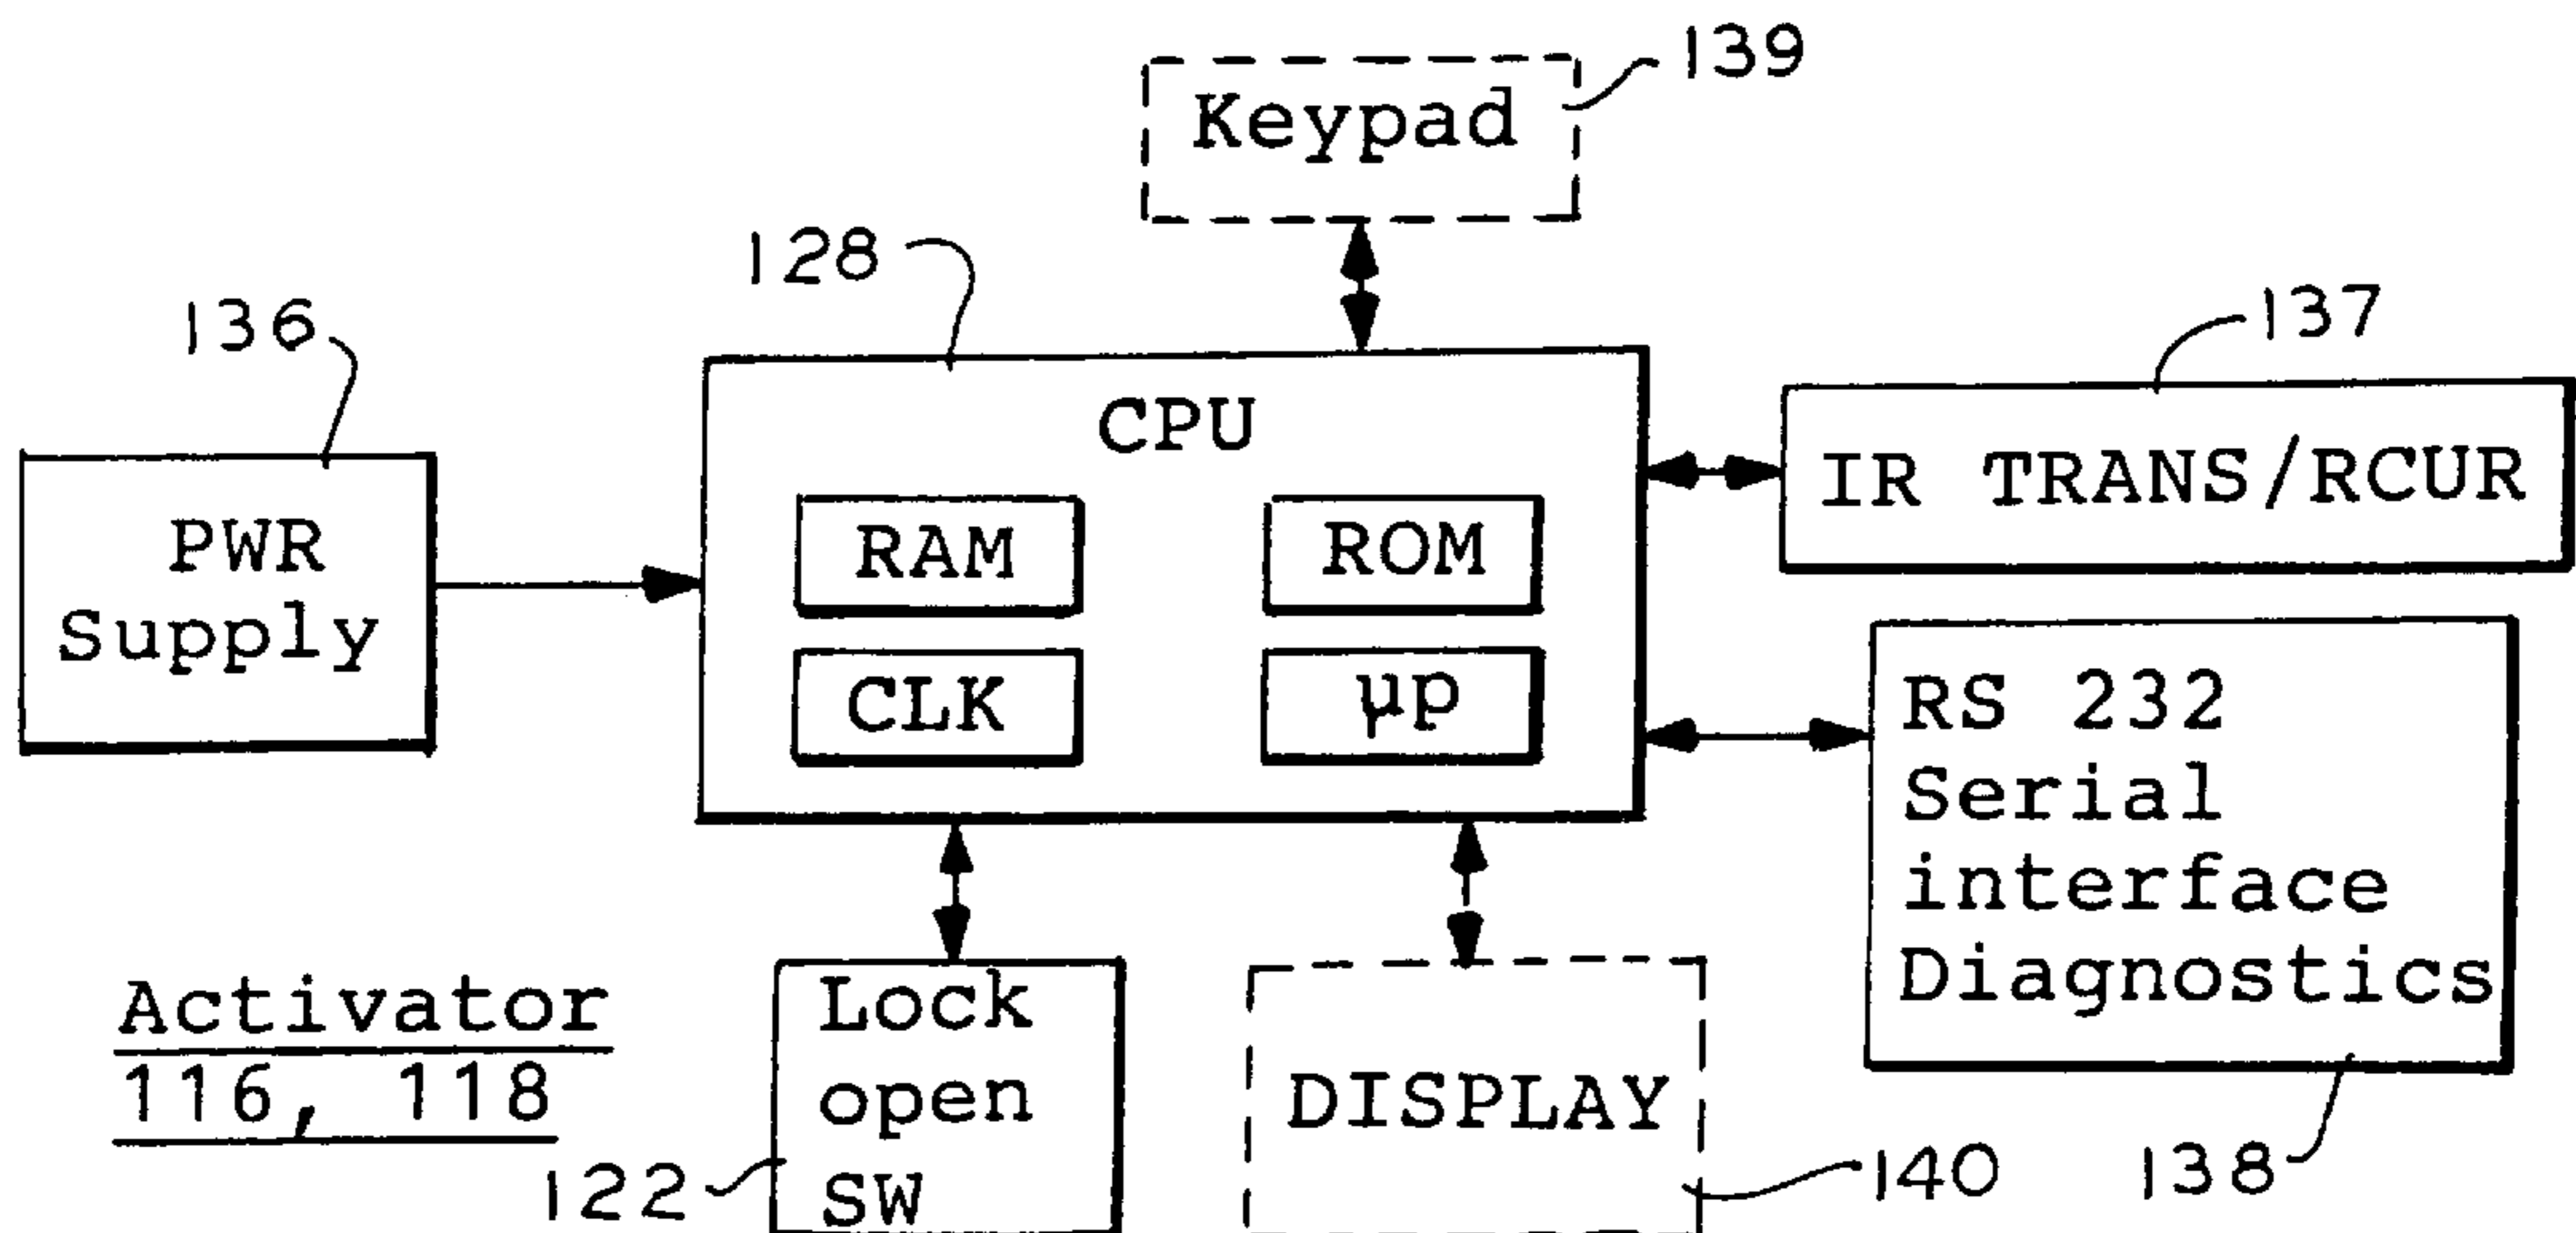 139
Keypad
128
136
137
CPU
IR TRANS/RCUR
PWR
Supply
RAM
ROM
CLK
µp
RS 232
Serial
interface
Diagnostics
Activator
116, 118
Lock
open
SW
122
DISPLAY
140
138